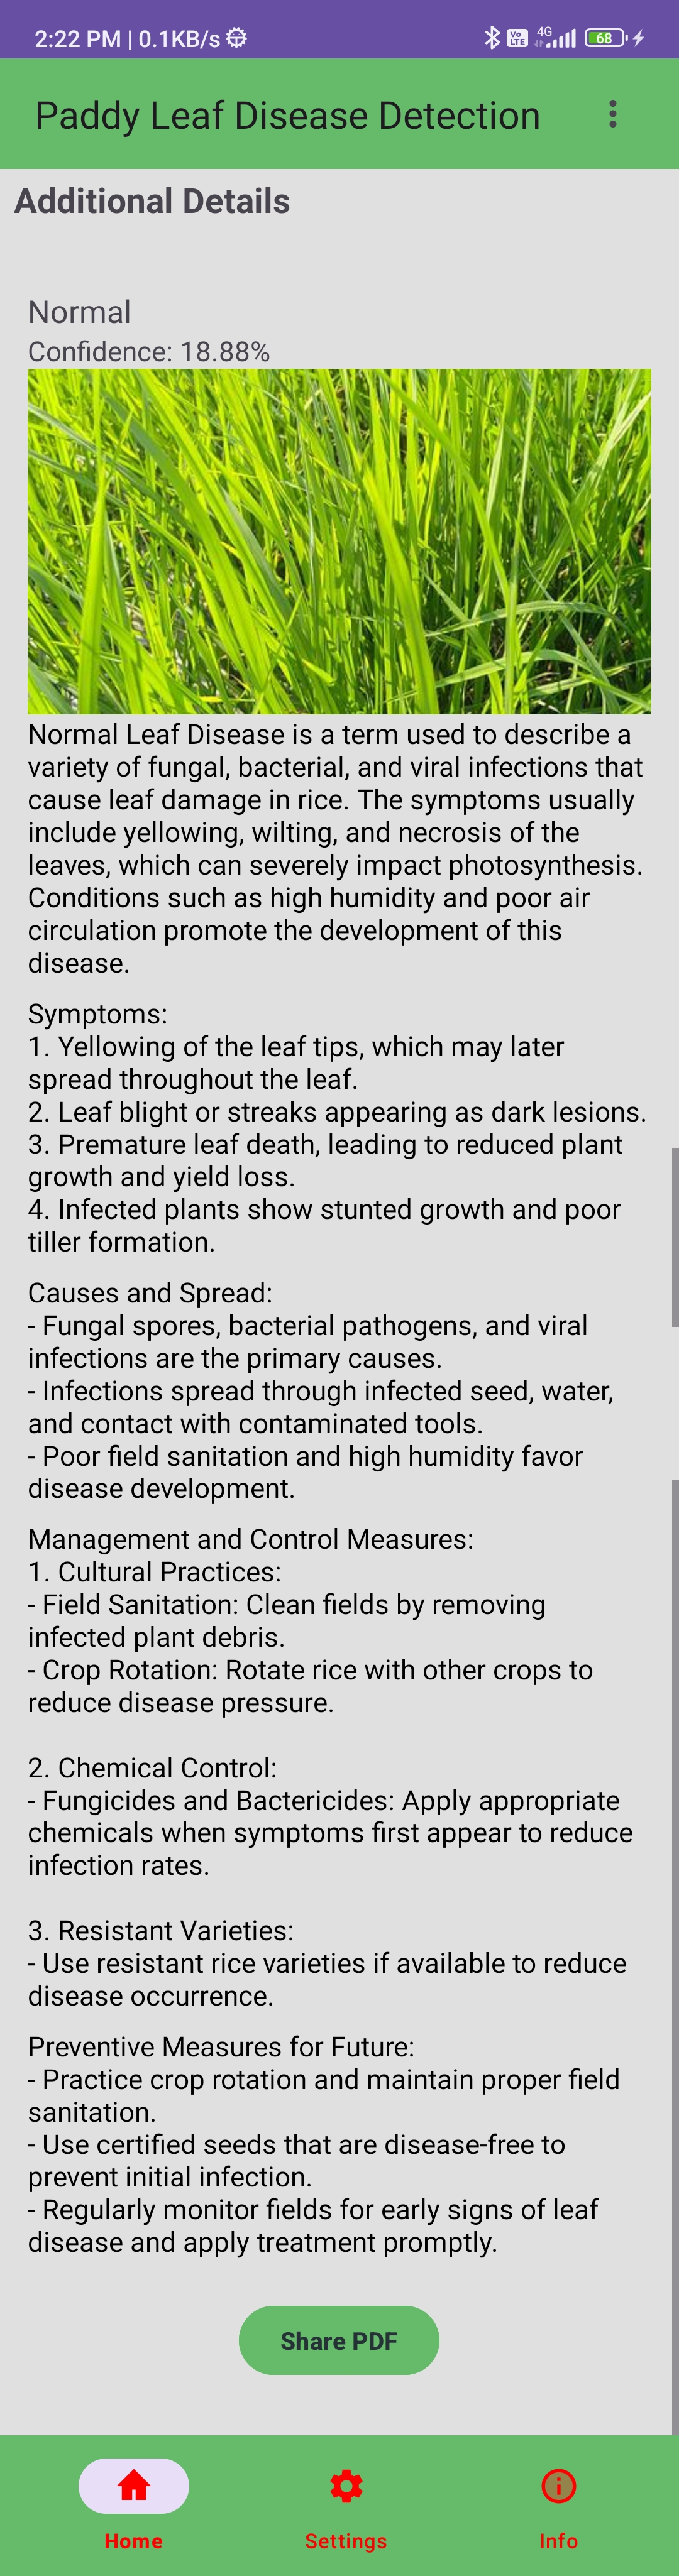 2:22 PM | 0.1KB/s
Vo LTE 4G 68
Paddy Leaf Disease Detection
Additional Details
Normal
Confidence: 18.88%
Normal Leaf Disease is a term used to describe a
variety of fungal, bacterial, and viral infections that
cause leaf damage in rice. The symptoms usually
include yellowing, wilting, and necrosis of the
leaves, which can severely impact photosynthesis.
Conditions such as high humidity and poor air
circulation promote the development of this
disease.
Symptoms:
1. Yellowing of the leaf tips, which may later
spread throughout the leaf.
2. Leaf blight or streaks appearing as dark lesions.
3. Premature leaf death, leading to reduced plant
growth and yield loss.
4. Infected plants show stunted growth and poor
tiller formation.
Causes and Spread:
- Fungal spores, bacterial pathogens, and viral
infections are the primary causes.
- Infections spread through infected seed, water,
and contact with contaminated tools.
- Poor field sanitation and high humidity favor
disease development.
Management and Control Measures:
1. Cultural Practices:
- Field Sanitation: Clean fields by removing
infected plant debris.
- Crop Rotation: Rotate rice with other crops to
reduce disease pressure.
2. Chemical Control:
- Fungicides and Bactericides: Apply appropriate
chemicals when symptoms first appear to reduce
infection rates.
3. Resistant Varieties:
- Use resistant rice varieties if available to reduce
disease occurrence.
Preventive Measures for Future:
- Practice crop rotation and maintain proper field
sanitation.
- Use certified seeds that are disease-free to
prevent initial infection.
- Regularly monitor fields for early signs of leaf
disease and apply treatment promptly.
Share PDF
Home
Settings
Info